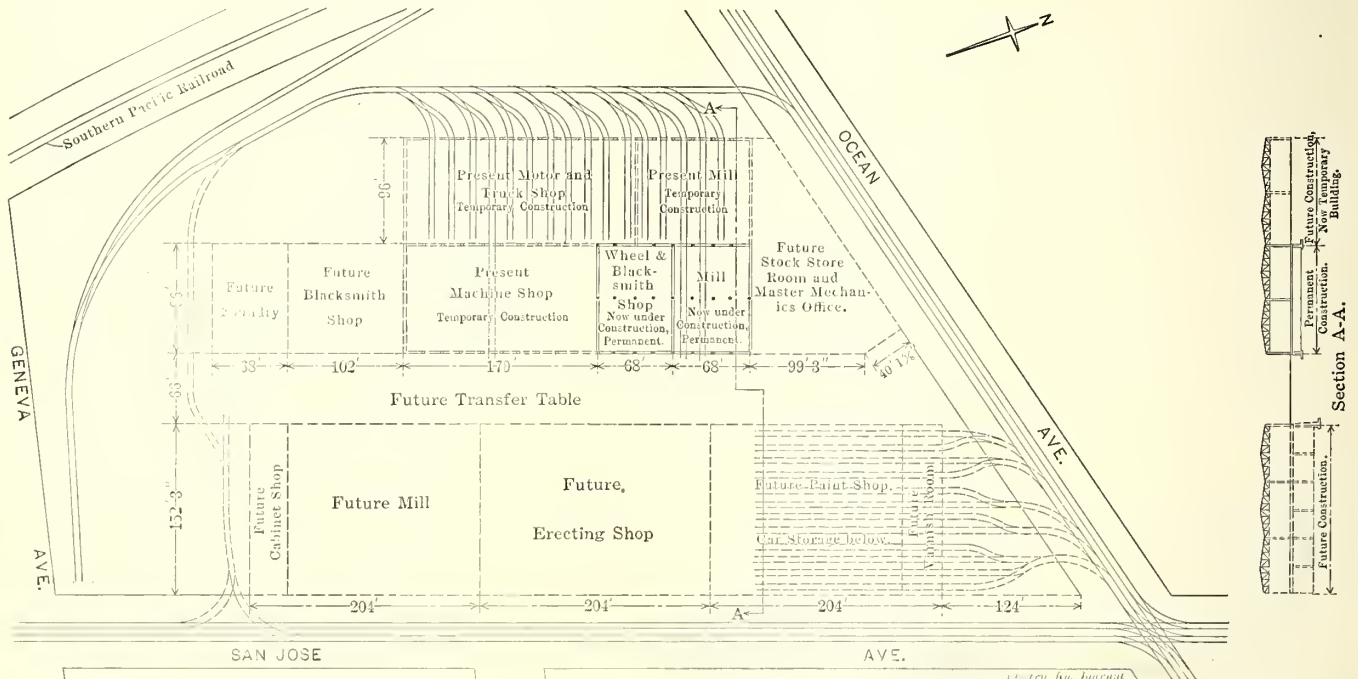 N
Southern Pacific Railroad
A
OCEAN
AVE.
Present Motor and
Truck Shop
Temporary Construction
Present Mill
Temporary
Construction
96'
Future
Future
Blacksmith
Shop
Present
Machine Shop
Temporary Construction
Wheel &
Black-
smith
Shop
Now under
Construction,
Permanent.
Mill
Now under
Construction,
Permanent.
Future
Stock Store
Room and
Master Mechan-
ics Office.
102'
170'
68'
68'
99'3"
GENEVA
AVE.
Future Transfer Table
152'3"
Future
Cabinet Shop
Future Mill
Future,
Erecting Shop
Future Paint Shop.
Car Storage below.
Future
Varnish Room
204'
204'
A
204'
124'
SAN JOSE
AVE.
Future Construction,
Now Temporary
Building.
Permanent
Construction.
Future Construction.
Section A-A.